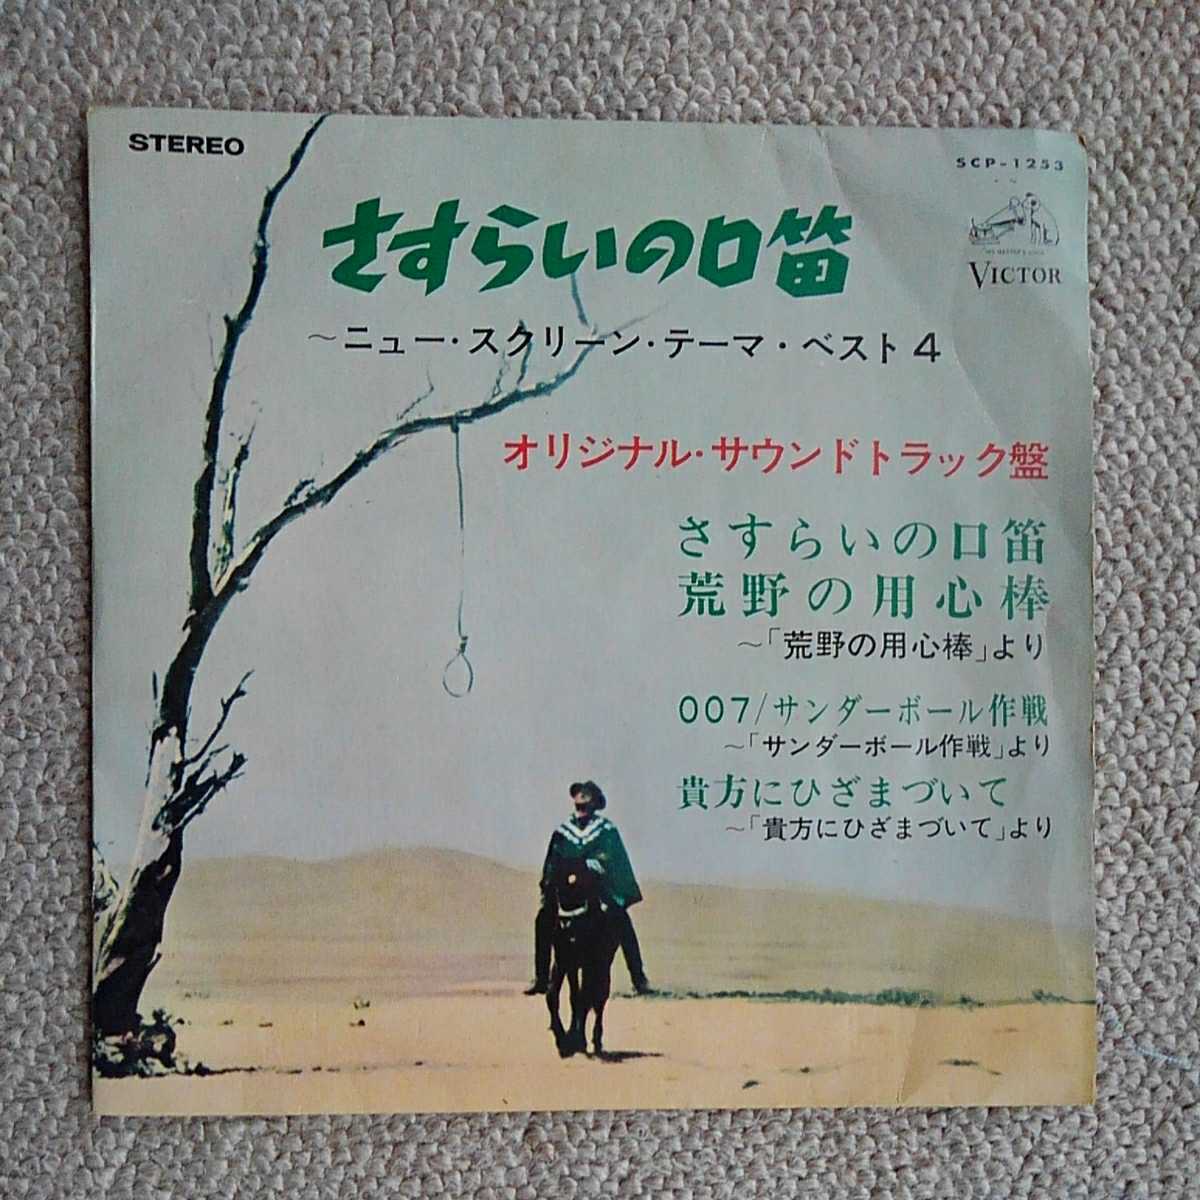 STEREO
SCP-1253
さすらいの口笛
VICTOR
～ニュー・スクリーン・テーマ・ベスト4
オリジナル・サウンドトラック盤
さすらいの口笛
荒野の用心棒
～「荒野の用心棒」より
007/サンダーボール作戦
～「サンダーボール作戦」より
貴方にひざまづいて
～「貴方にひざまづいて」より